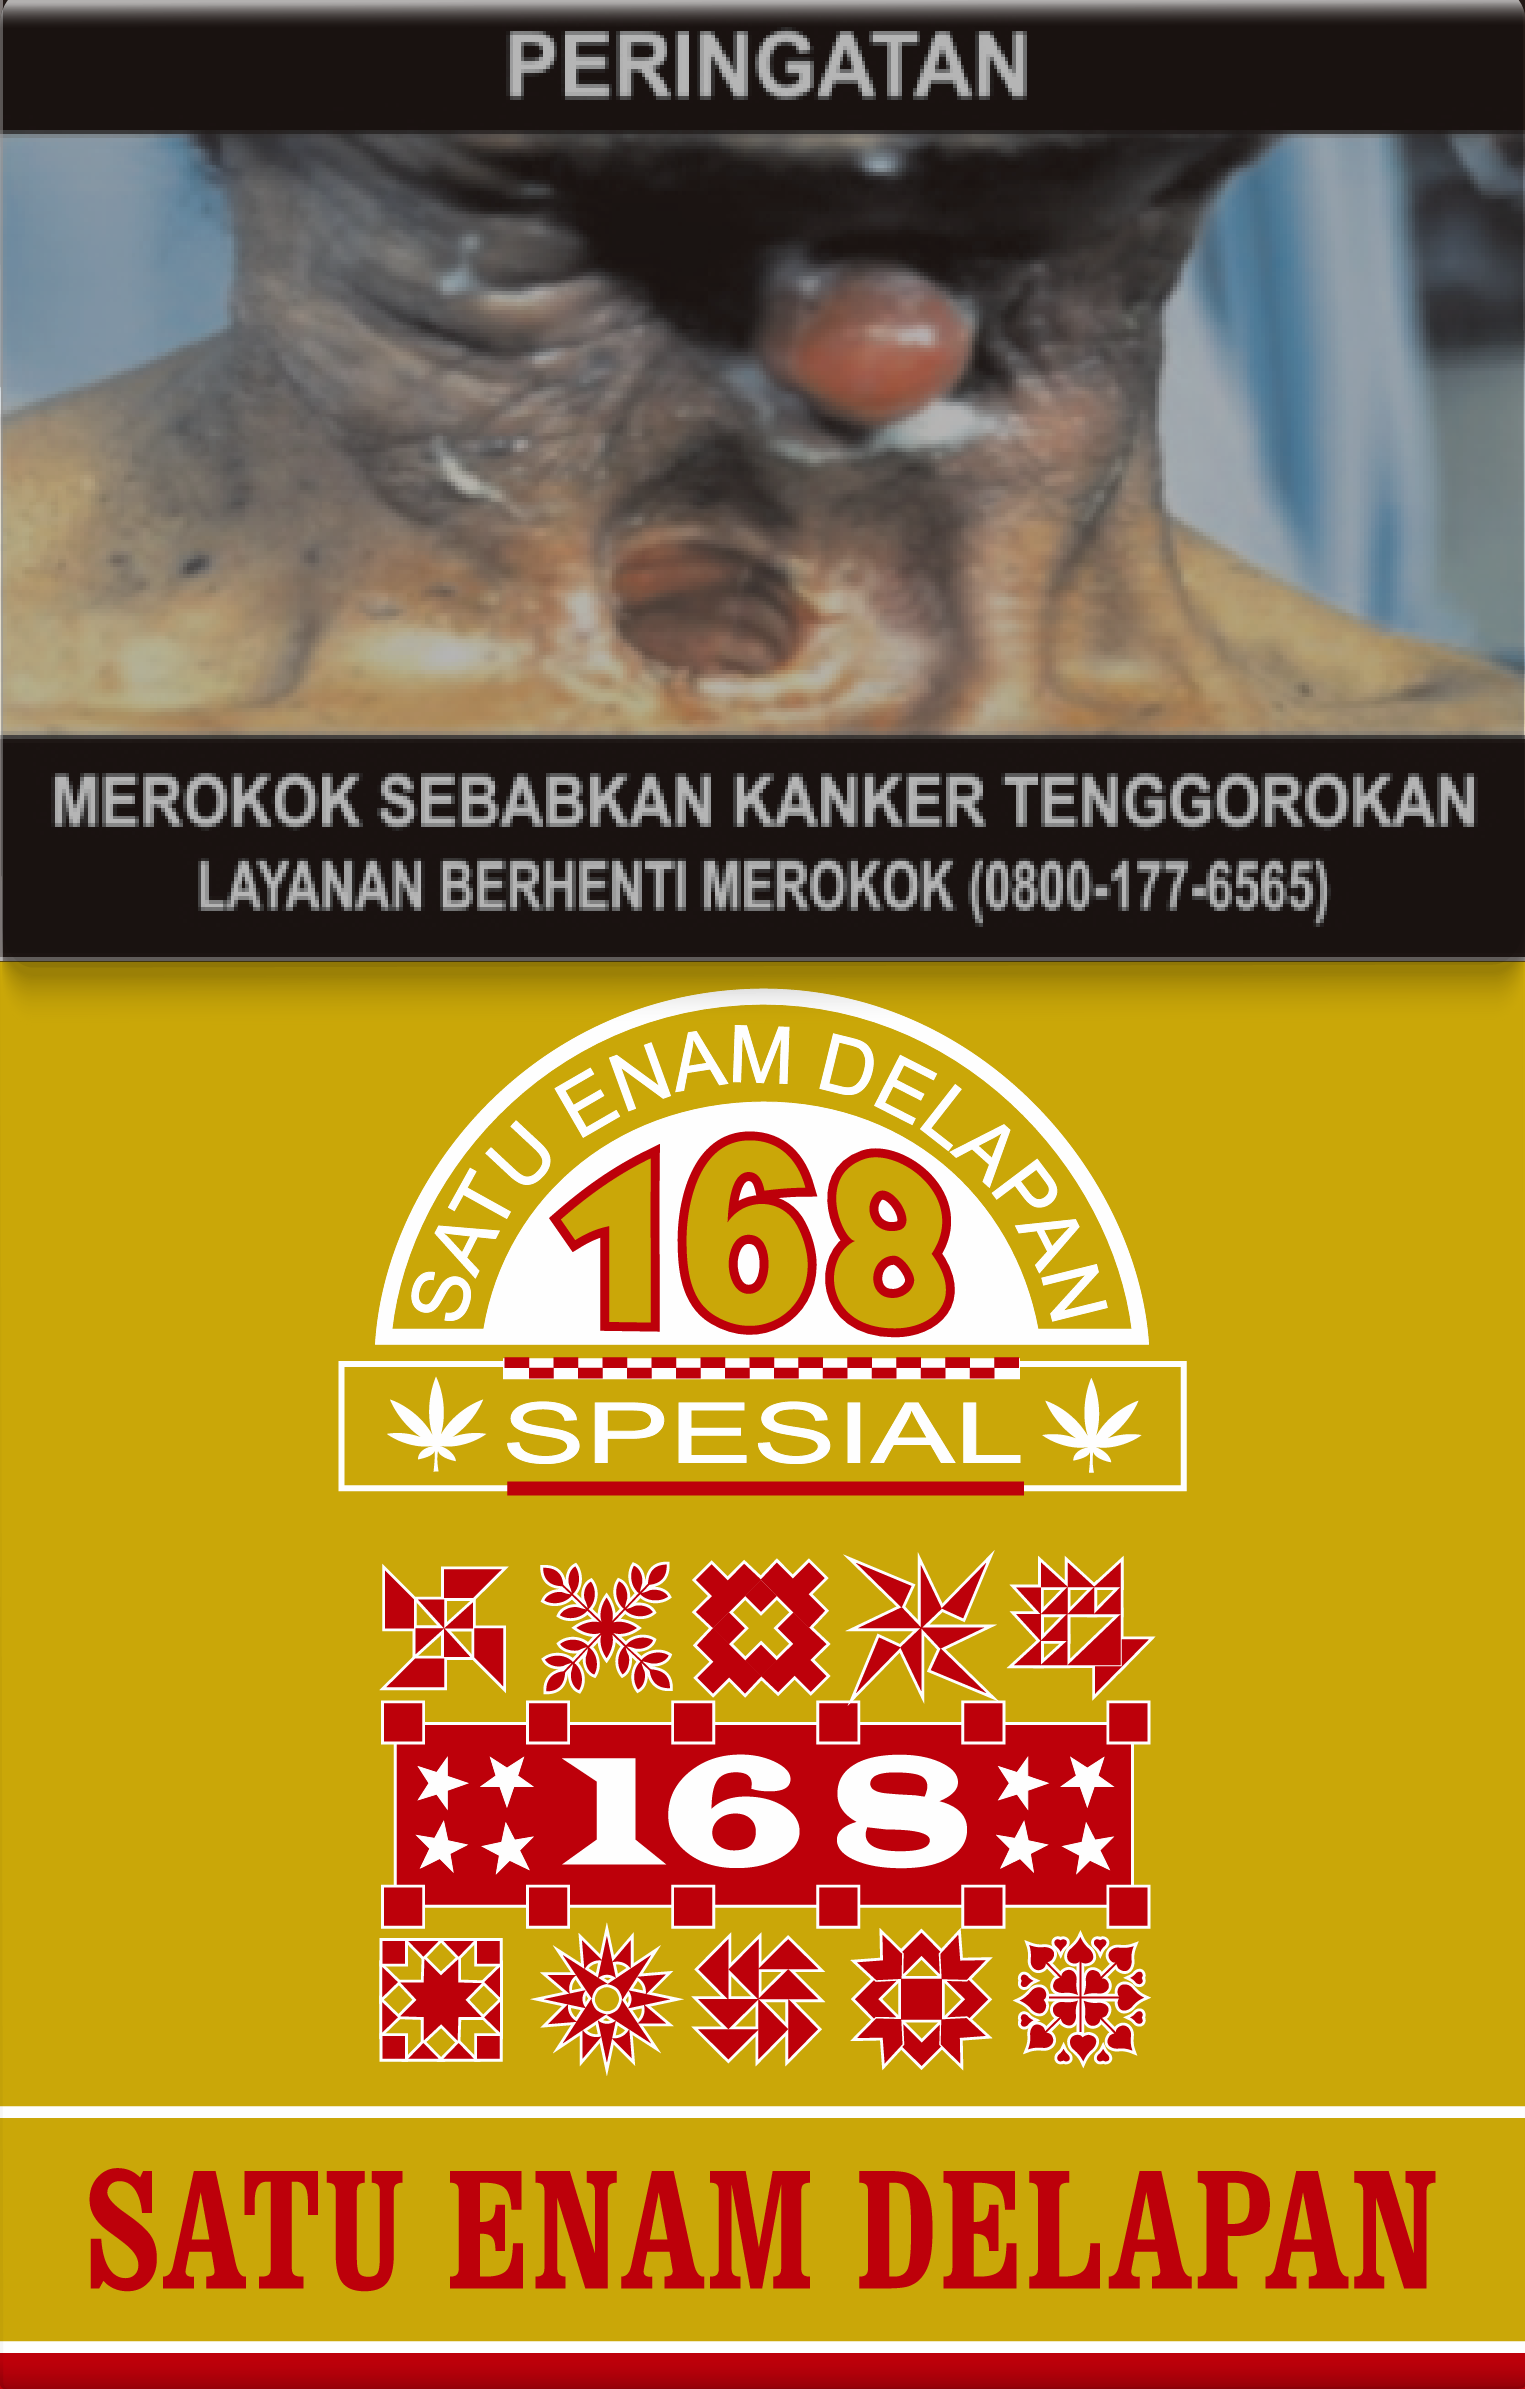 PERINGATAN
MEROKOK SEBABKAN KANKER TENGGOROKAN
LAYANAN BERHENTI MEROKOK (0800-177-6565)
SATU ENAM DELAPAN
168
SPESIAL
168
SATU ENAM DELAPAN